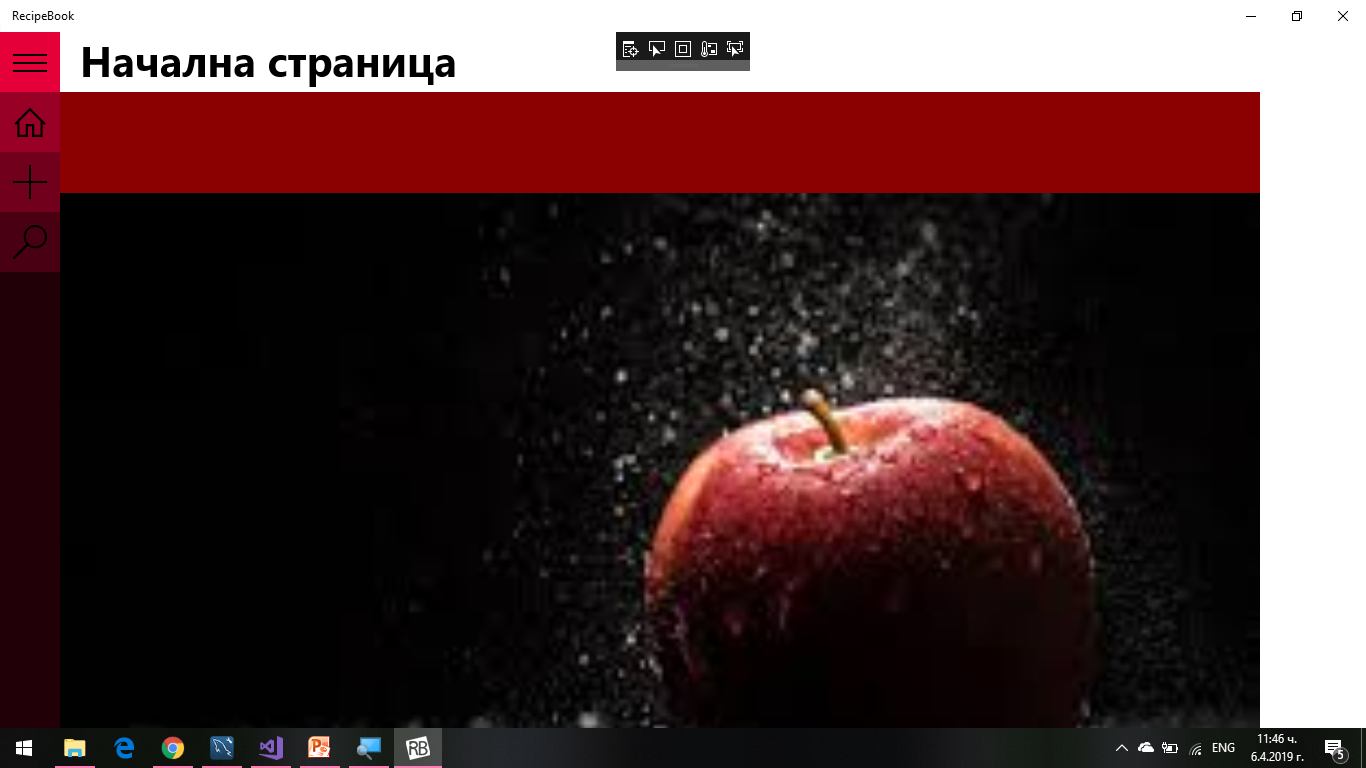 RecipeBook
Начална страница
RB
ENG
11:46 ч.
6.4.2019 г.
5